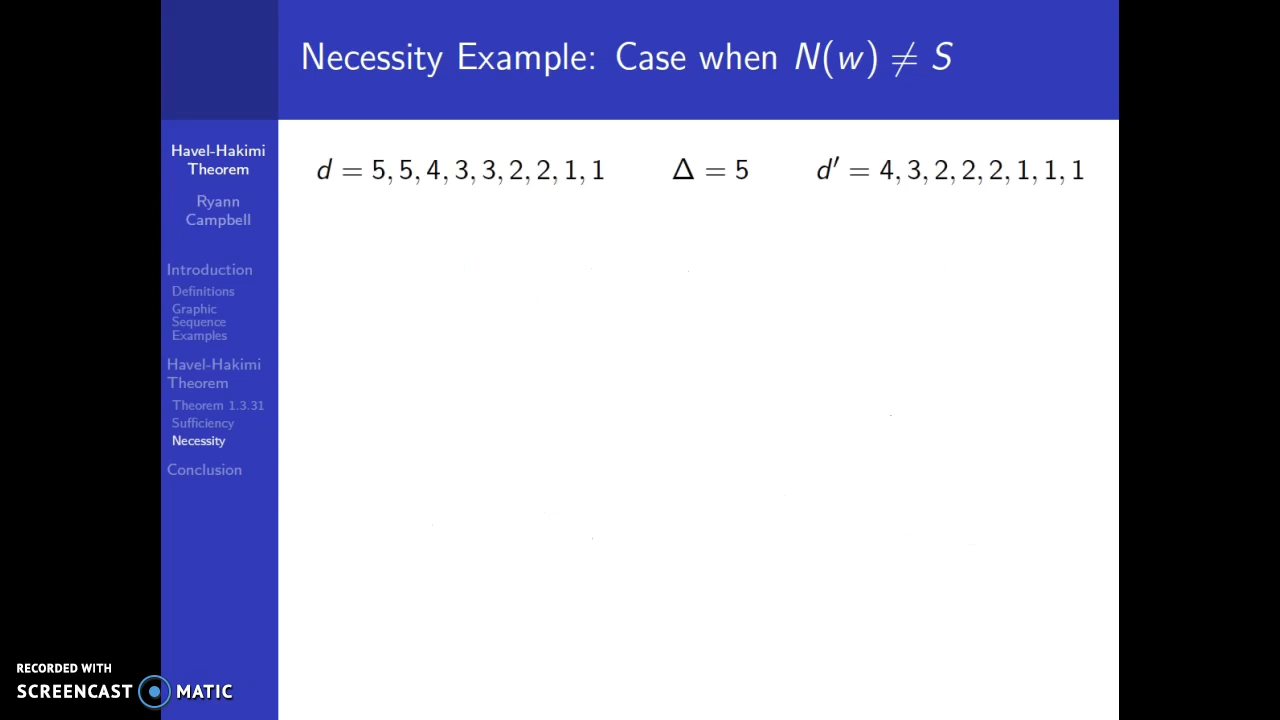 Necessity Example: Case when N(w) ≠ S
Havel-Hakimi
Theorem
Ryann
Campbell
Introduction
Definitions
Graphic
Sequence
Examples
Havel-Hakimi
Theorem
Theorem 1.3.31
Sufficiency
Necessity
Conclusion
d = 5, 5, 4, 3, 3, 2, 2, 1, 1 Δ = 5 d′ = 4, 3, 2, 2, 2, 1, 1, 1
RECORDED WITH
SCREENCAST MATIC